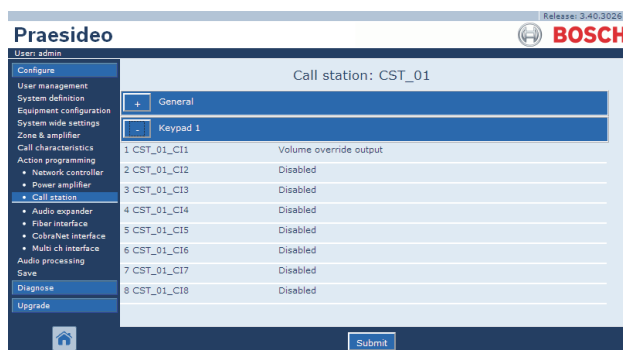 Release: 3.40.3026
Praesideo
BOSCH
User: admin
Configure
User management
System definition
Equipment configuration
System wide settings
Zone & amplifier
Call characteristics
Action programming
• Network controller
• Power amplifier
• Call station
• Audio expander
• Fiber interface
• CobraNet interface
• Multi ch interface
Audio processing
Save
Diagnose
Upgrade
Call station: CST_01
+ General
- Keypad 1
1 CST_01_CI1 Volume override output
2 CST_01_CI2 Disabled
3 CST_01_CI3 Disabled
4 CST_01_CI4 Disabled
5 CST_01_CI5 Disabled
6 CST_01_CI6 Disabled
7 CST_01_CI7 Disabled
8 CST_01_CI8 Disabled
Submit